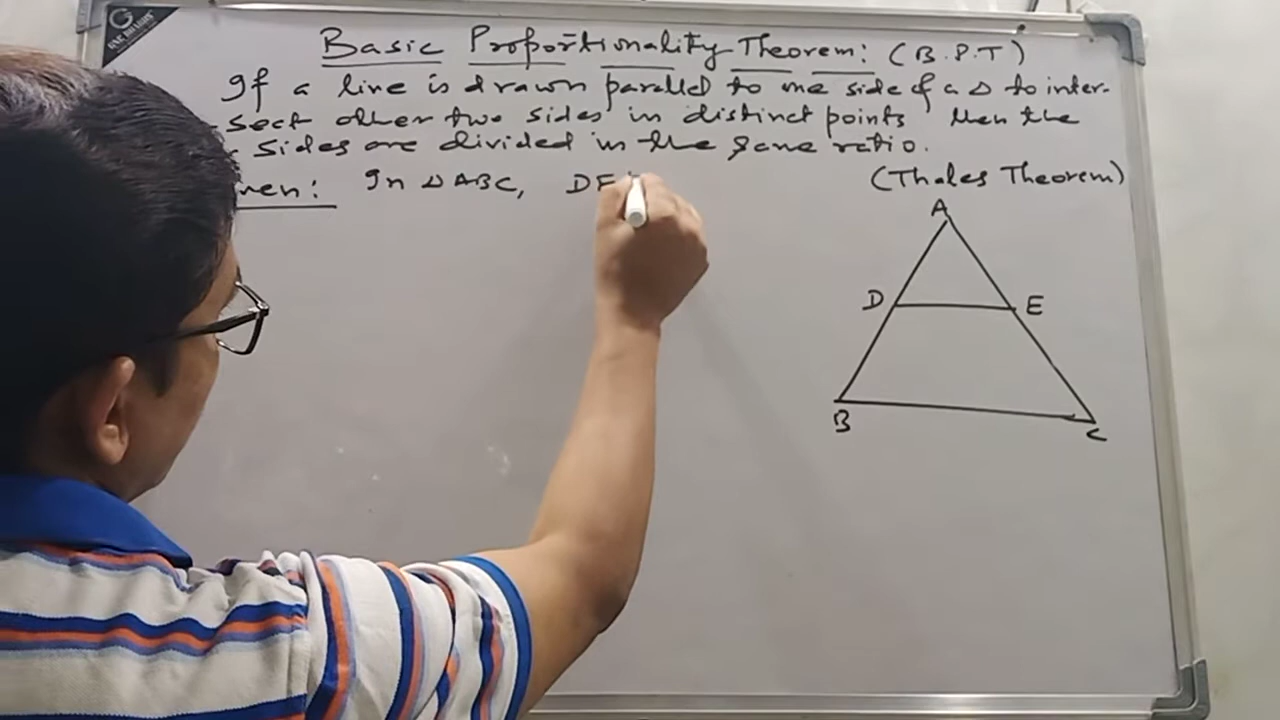 Basic Proportionality Theorem: (B.P.T)
If a line is drawn parallel to one side of a Δ to inter-
sect other two sides in distinct points then the
sides are divided in the same ratio.
ven: In ΔABC, DE
(Thales Theorem)
A
D E
B C